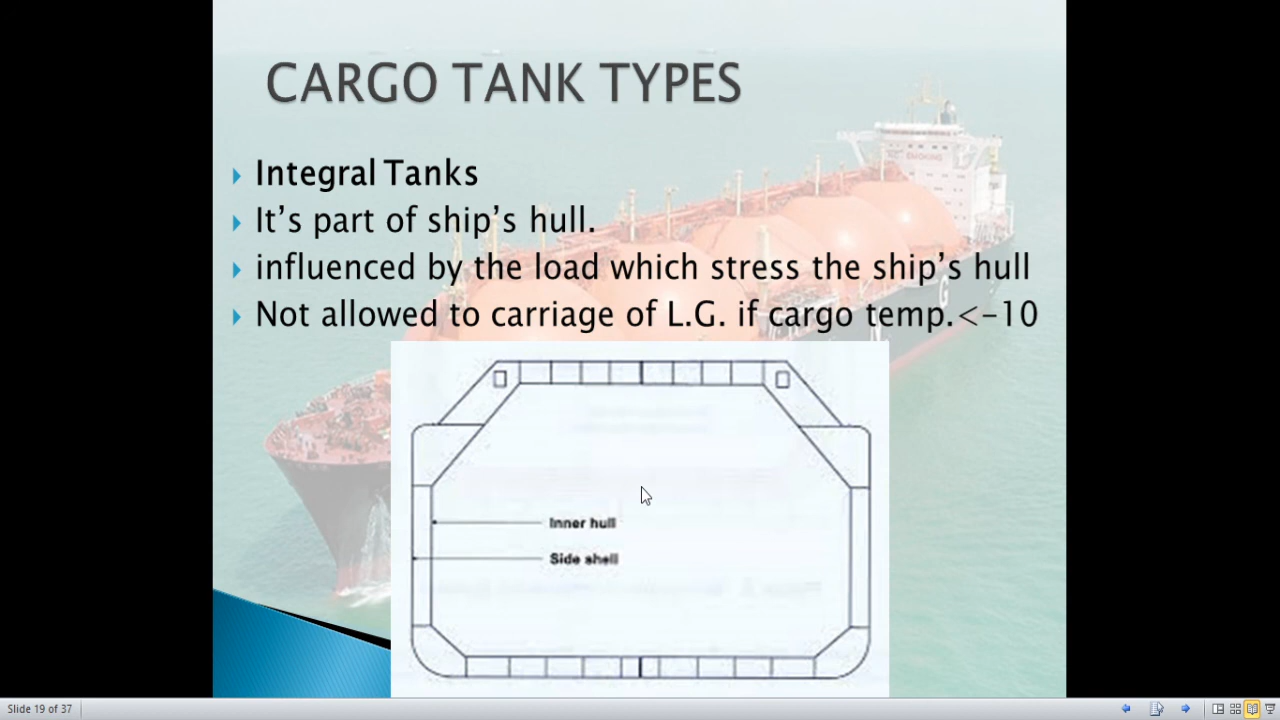 CARGO TANK TYPES
Integral Tanks
It’s part of ship’s hull.
influenced by the load which stress the ship’s hull
Not allowed to carriage of L.G. if cargo temp.<-10
Inner hull
Side shell
Slide 19 of 37